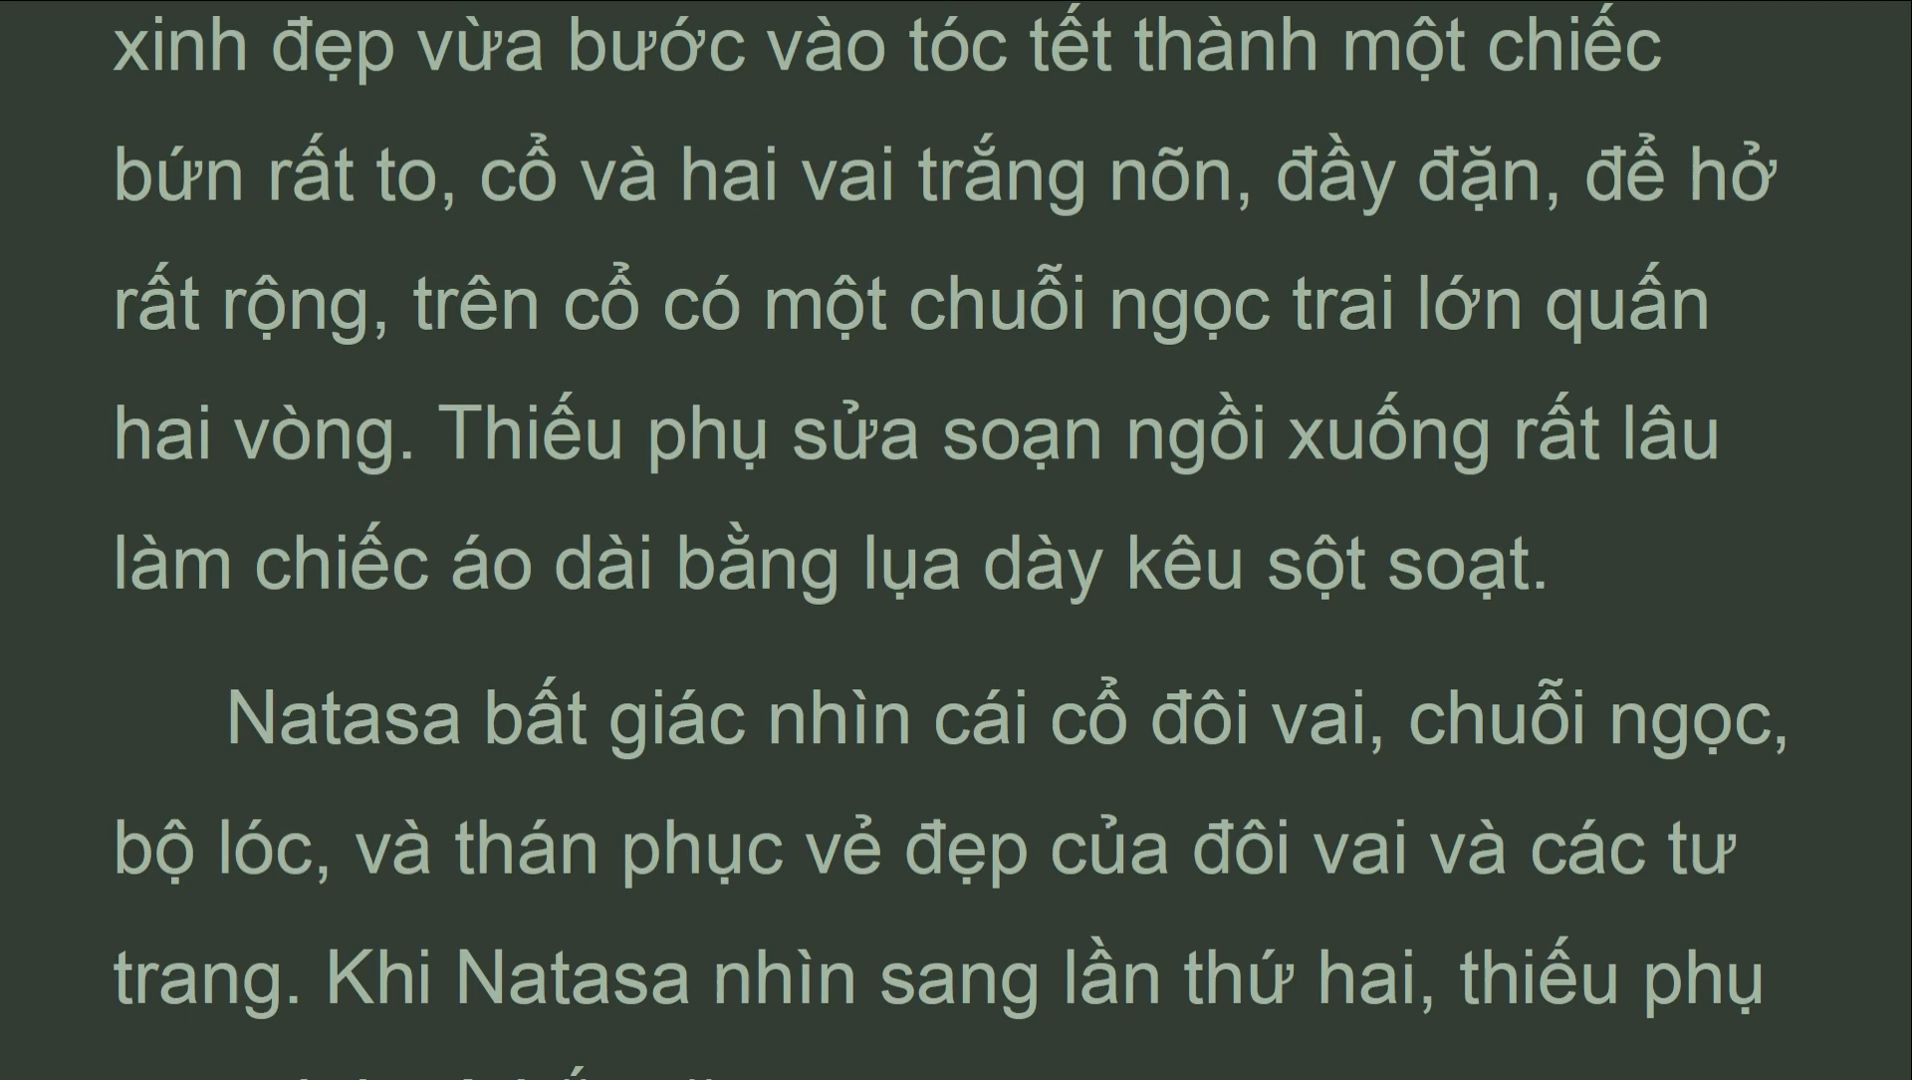 xinh đẹp vừa bước vào tóc tết thành một chiếc
bứn rất to, cổ và hai vai trắng nõn, đầy đặn, để hở
rất rộng, trên cổ có một chuỗi ngọc trai lớn quấn
hai vòng. Thiếu phụ sửa soạn ngồi xuống rất lâu
làm chiếc áo dài bằng lụa dày kêu sột soạt.
Natasa bất giác nhìn cái cổ đôi vai, chuỗi ngọc,
bộ lóc, và thán phục vẻ đẹp của đôi vai và các tư
trang. Khi Natasa nhìn sang lần thứ hai, thiếu phụ